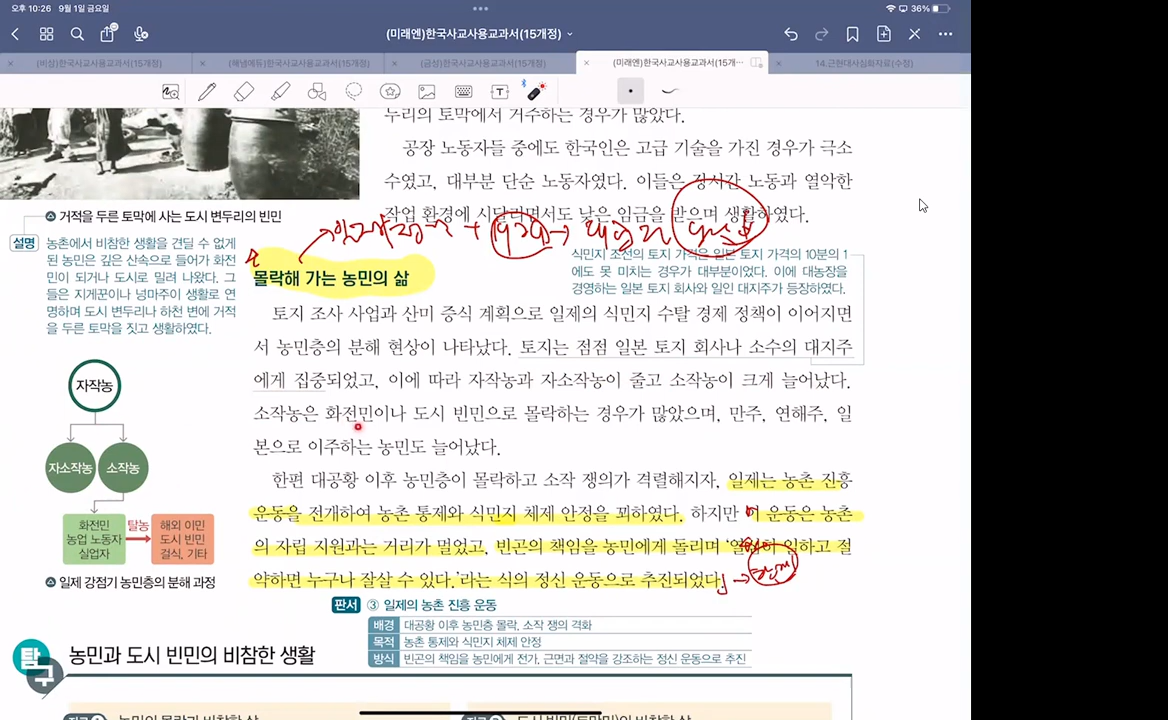 오후 10:26 9월 1일 금요일
36%
(미래엔)한국사교사용교과서(15개정)
(비상)한국사교사용교과서(15개정)
(해냄에듀)한국사교사용교과서(15개정)
(금성)한국사교사용교과서(15개정)
(미래엔)한국사교사용교과서(15개…
14.근현대사심화자료(수정)
누리의 토막에서 거주하는 경우가 많았다.
공장 노동자들 중에도 한국인은 고급 기술을 가진 경우가 극소
수였고, 대부분 단순 노동자였다. 이들은 장시간 노동과 열악한
작업 환경에 시달리면서도 낮은 임금을 받으며 생활하였다.
거적을 두른 토막에 사는 도시 변두리의 빈민
설명
농촌에서 비참한 생활을 견딜 수 없게
된 농민은 깊은 산속으로 들어가 화전
민이 되거나 도시로 밀려 나왔다. 그
들은 지게꾼이나 넝마주이 생활로 연
명하며 도시 변두리나 하천 변에 거적
을 두른 토막을 짓고 생활하였다.
식민지 조선의 토지 가격은 일본 토지 가격의 10분의 1
에도 못 미치는 경우가 대부분이었다. 이에 대농장을
경영하는 일본 토지 회사와 일인 대지주가 등장하였다.
몰락해 가는 농민의 삶
토지 조사 사업과 산미 증식 계획으로 일제의 식민지 수탈 경제 정책이 이어지면
서 농민층의 분해 현상이 나타났다. 토지는 점점 일본 토지 회사나 소수의 대지주
에게 집중되었고, 이에 따라 자작농과 자소작농이 줄고 소작농이 크게 늘어났다.
소작농은 화전민이나 도시 빈민으로 몰락하는 경우가 많았으며, 만주, 연해주, 일
본으로 이주하는 농민도 늘어났다.
한편 대공황 이후 농민층이 몰락하고 소작 쟁의가 격렬해지자, 일제는 농촌 진흥
운동을 전개하여 농촌 통제와 식민지 체제 안정을 꾀하였다. 하지만 이 운동은 농촌
의 자립 지원과는 거리가 멀었고, 빈곤의 책임을 농민에게 돌리며 '열심히 일하고 절
약하면 누구나 잘살 수 있다.'라는 식의 정신 운동으로 추진되었다.
자작농
자소작농
소작농
화전민
농업 노동자
실업자
탈농
해외 이민
도시 빈민
걸식, 기타
일제 강점기 농민층의 분해 과정
판서 ③ 일제의 농촌 진흥 운동
배경 대공황 이후 농민층 몰락, 소작 쟁의 격화
목적 농촌 통제와 식민지 체제 안정
방식 빈곤의 책임을 농민에게 전가, 근면과 절약을 강조하는 정신 운동으로 추진
탐구
농민과 도시 빈민의 비참한 생활